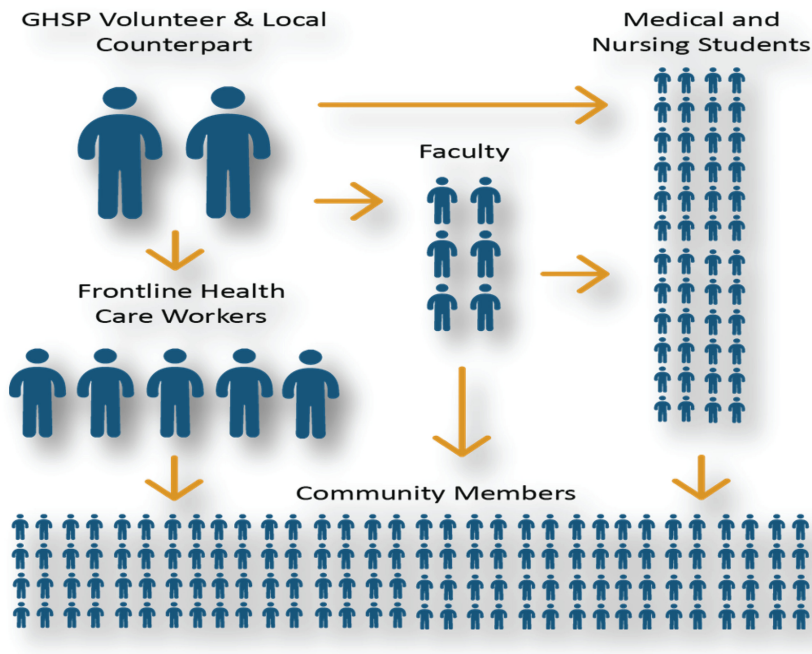 GHSP Volunteer & Local
Counterpart
Medical and
Nursing Students
Faculty
Frontline Health
Care Workers
Community Members